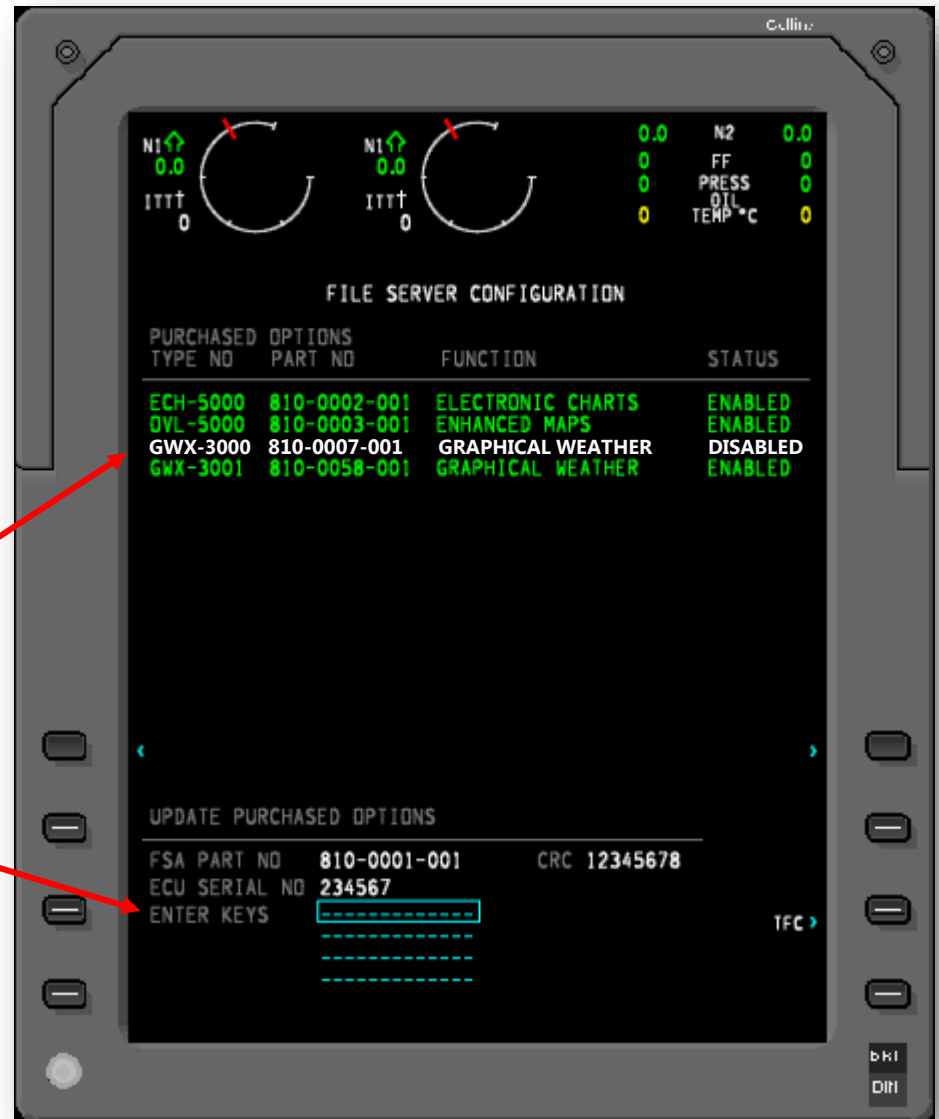 Collins
N1 0.0 N1 0.0 0.0 N2 0.0
0 FF 0
ITT† 0 ITT† 0 0 PRESS 0
OIL
0 TEMP °C 0
FILE SERVER CONFIGURATION
PURCHASED OPTIONS
TYPE NO PART NO FUNCTION STATUS
ECH-5000 810-0002-001 ELECTRONIC CHARTS ENABLED
OVL-5000 810-0003-001 ENHANCED MAPS ENABLED
GWX-3000 810-0007-001 GRAPHICAL WEATHER DISABLED
GWX-3001 810-0058-001 GRAPHICAL WEATHER ENABLED
UPDATE PURCHASED OPTIONS
FSA PART NO 810-0001-001 CRC 12345678
ECU SERIAL NO 234567
ENTER KEYS -------------
TFC >
BRT
DIM